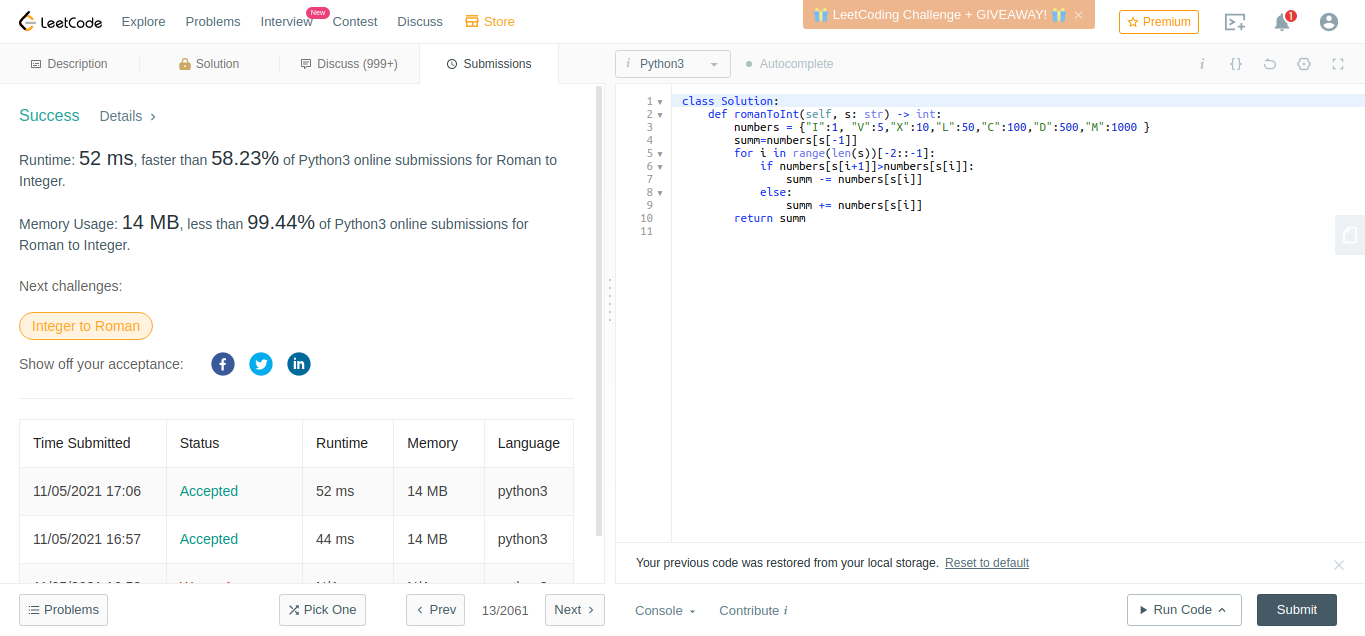 LeetCode Explore Problems Interview New Contest Discuss Store 🎁 LeetCoding Challenge + GIVEAWAY! 🎁 × Premium 1
Description Solution Discuss (999+) Submissions
i Python3 Autocomplete i {}
Success Details >
Runtime: 52 ms, faster than 58.23% of Python3 online submissions for Roman to
Integer.
Memory Usage: 14 MB, less than 99.44% of Python3 online submissions for
Roman to Integer.
Next challenges:
Integer to Roman
Show off your acceptance: f in
Time Submitted Status Runtime Memory Language
11/05/2021 17:06 Accepted 52 ms 14 MB python3
11/05/2021 16:57 Accepted 44 ms 14 MB python3
1 class Solution:
2     def romanToInt(self, s: str) -> int:
3         numbers = {"I":1, "V":5,"X":10,"L":50,"C":100,"D":500,"M":1000 }
4         summ=numbers[s[-1]]
5         for i in range(len(s))[-2::-1]:
6             if numbers[s[i+1]]>numbers[s[i]]:
7                 summ -= numbers[s[i]]
8             else:
9                 summ += numbers[s[i]]
10         return summ
11
Your previous code was restored from your local storage. Reset to default ×
Problems Pick One < Prev 13/2061 Next > Console Contribute i Run Code Submit